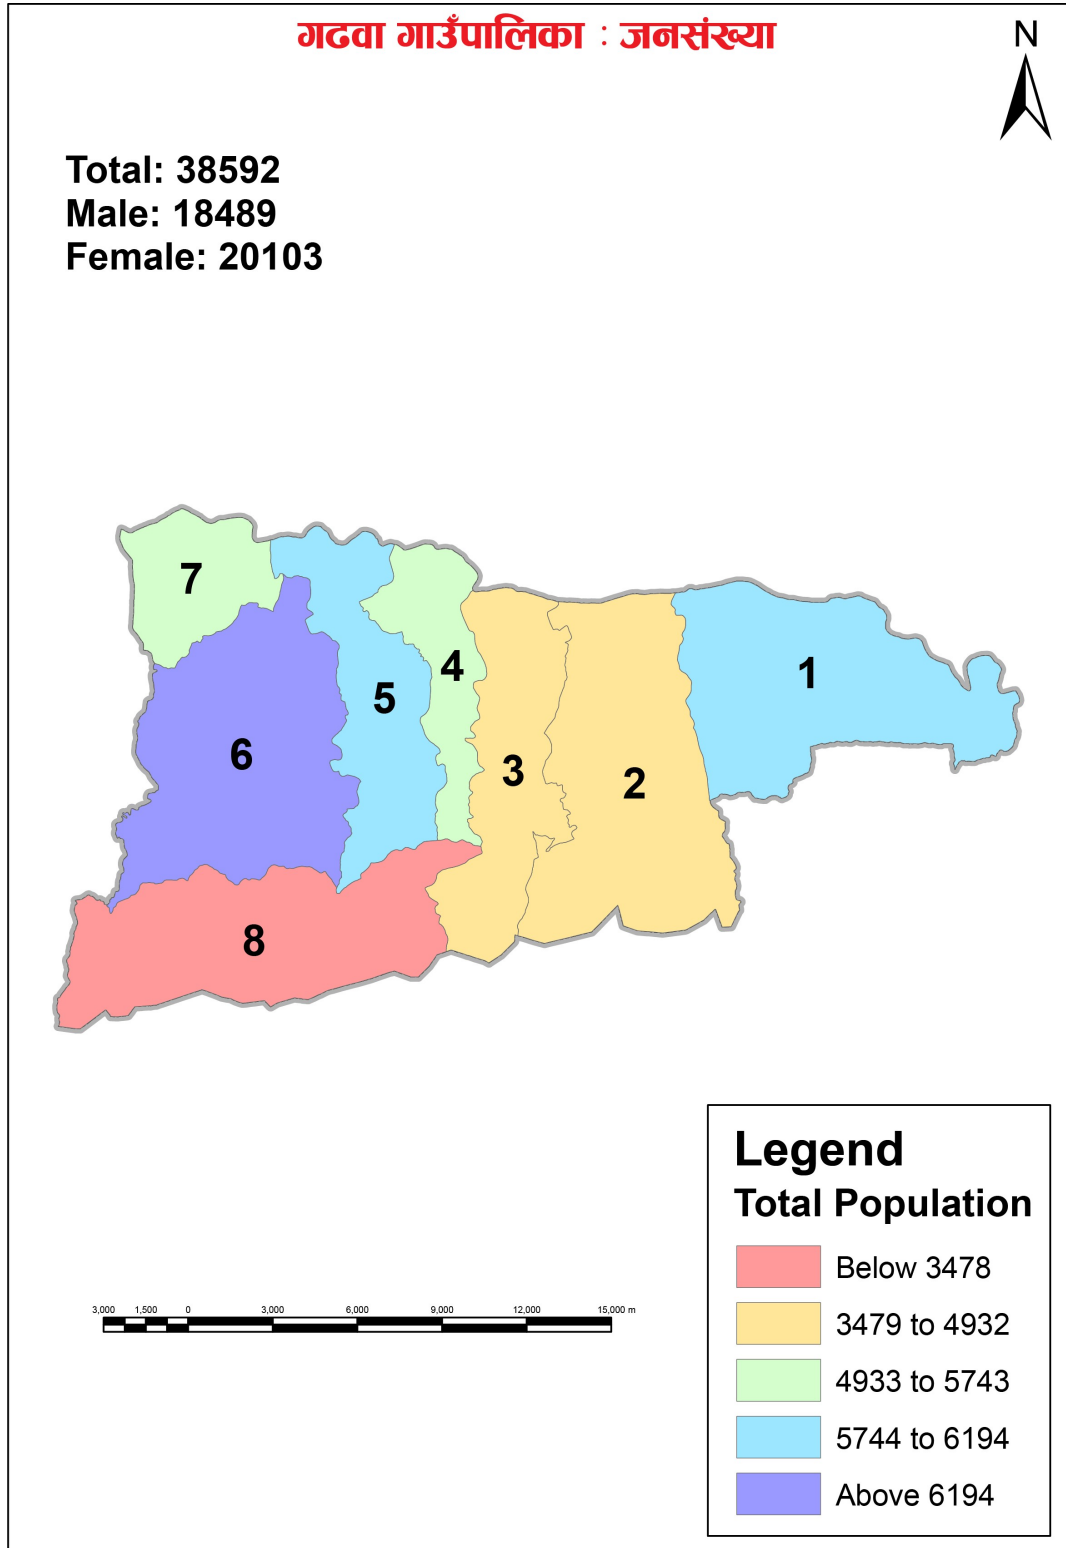 गढवा गाउँपालिका : जनसंख्या
N
Total: 38592
Male: 18489
Female: 20103
7
4
1
5
6
3
2
8
Legend
Total Population
Below 3478
3479 to 4932
4933 to 5743
5744 to 6194
Above 6194
3,000 1,500 0 3,000 6,000 9,000 12,000 15,000 m